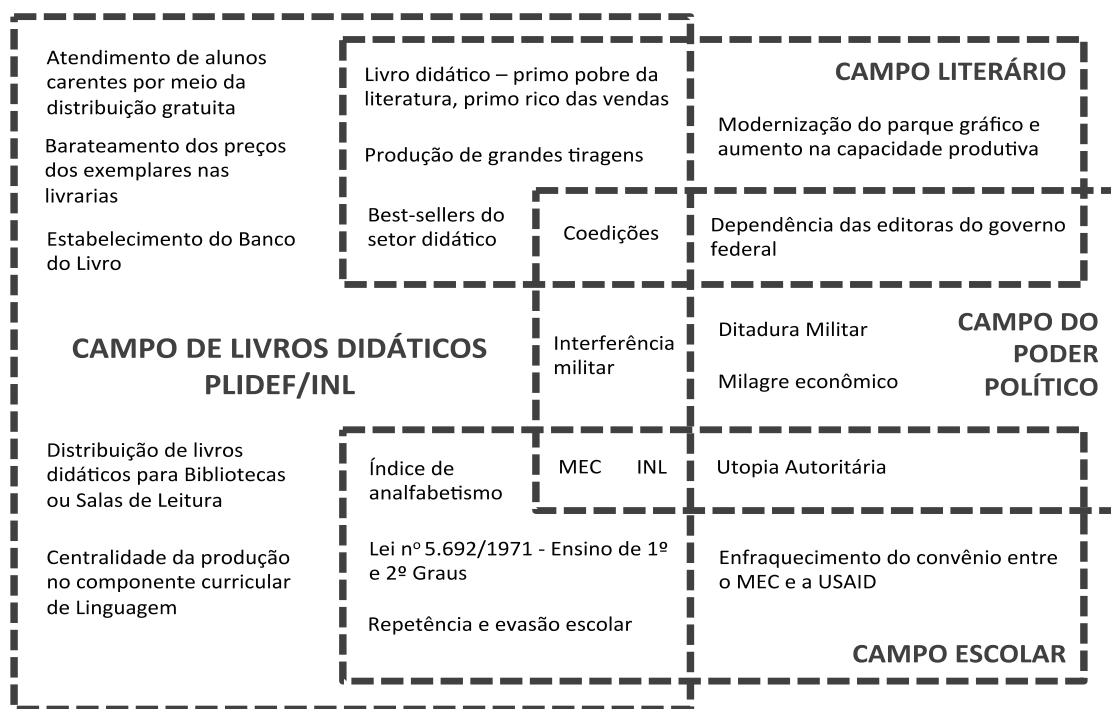 Atendimento de alunos
carentes por meio da
distribuição gratuita
Barateamento dos preços
dos exemplares nas
livrarias
Estabelecimento do Banco
do Livro
Livro didático – primo pobre da
literatura, primo rico das vendas
Produção de grandes tiragens
Best-sellers do
setor didático
Coedições
CAMPO LITERÁRIO
Modernização do parque gráfico e
aumento na capacidade produtiva
Dependência das editoras do governo
federal
CAMPO DE LIVROS DIDÁTICOS
PLIDEF/INL
Interferência
militar
Ditadura Militar
Milagre econômico
CAMPO DO
PODER
POLÍTICO
Distribuição de livros
didáticos para Bibliotecas
ou Salas de Leitura
Centralidade da produção
no componente curricular
de Linguagem
Índice de
analfabetismo
MEC INL
Utopia Autoritária
Lei nº 5.692/1971 - Ensino de 1º
e 2º Graus
Repetência e evasão escolar
Enfraquecimento do convênio entre
o MEC e a USAID
CAMPO ESCOLAR